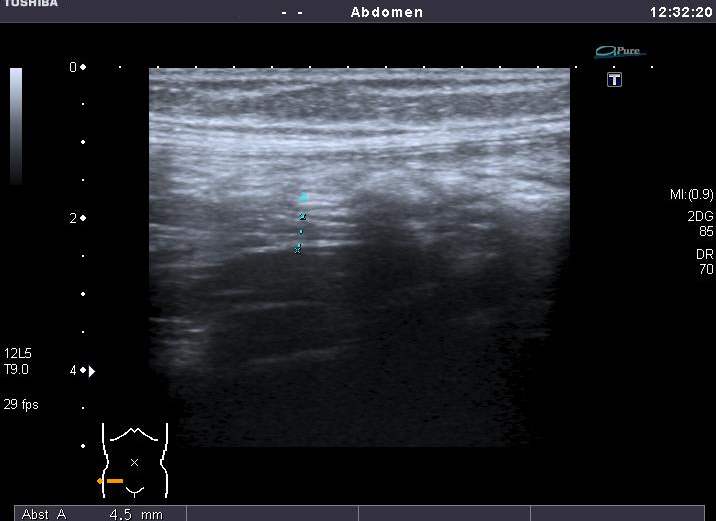 TOSHIBA
- - Abdomen 12:32:20
aPure
T
0
2
4
MI:(0.9)
2DG
85
DR
70
12L5
T9.0
29 fps
Abst A 4.5 mm